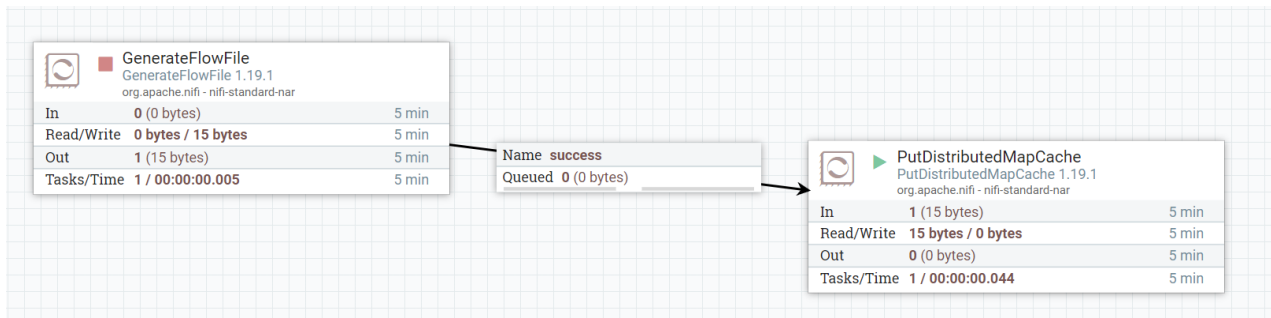 GenerateFlowFile
GenerateFlowFile 1.19.1
org.apache.nifi - nifi-standard-nar
In 0 (0 bytes) 5 min
Read/Write 0 bytes / 15 bytes 5 min
Out 1 (15 bytes) 5 min
Tasks/Time 1 / 00:00:00.005 5 min
Name success
Queued 0 (0 bytes)
PutDistributedMapCache
PutDistributedMapCache 1.19.1
org.apache.nifi - nifi-standard-nar
In 1 (15 bytes) 5 min
Read/Write 15 bytes / 0 bytes 5 min
Out 0 (0 bytes) 5 min
Tasks/Time 1 / 00:00:00.044 5 min